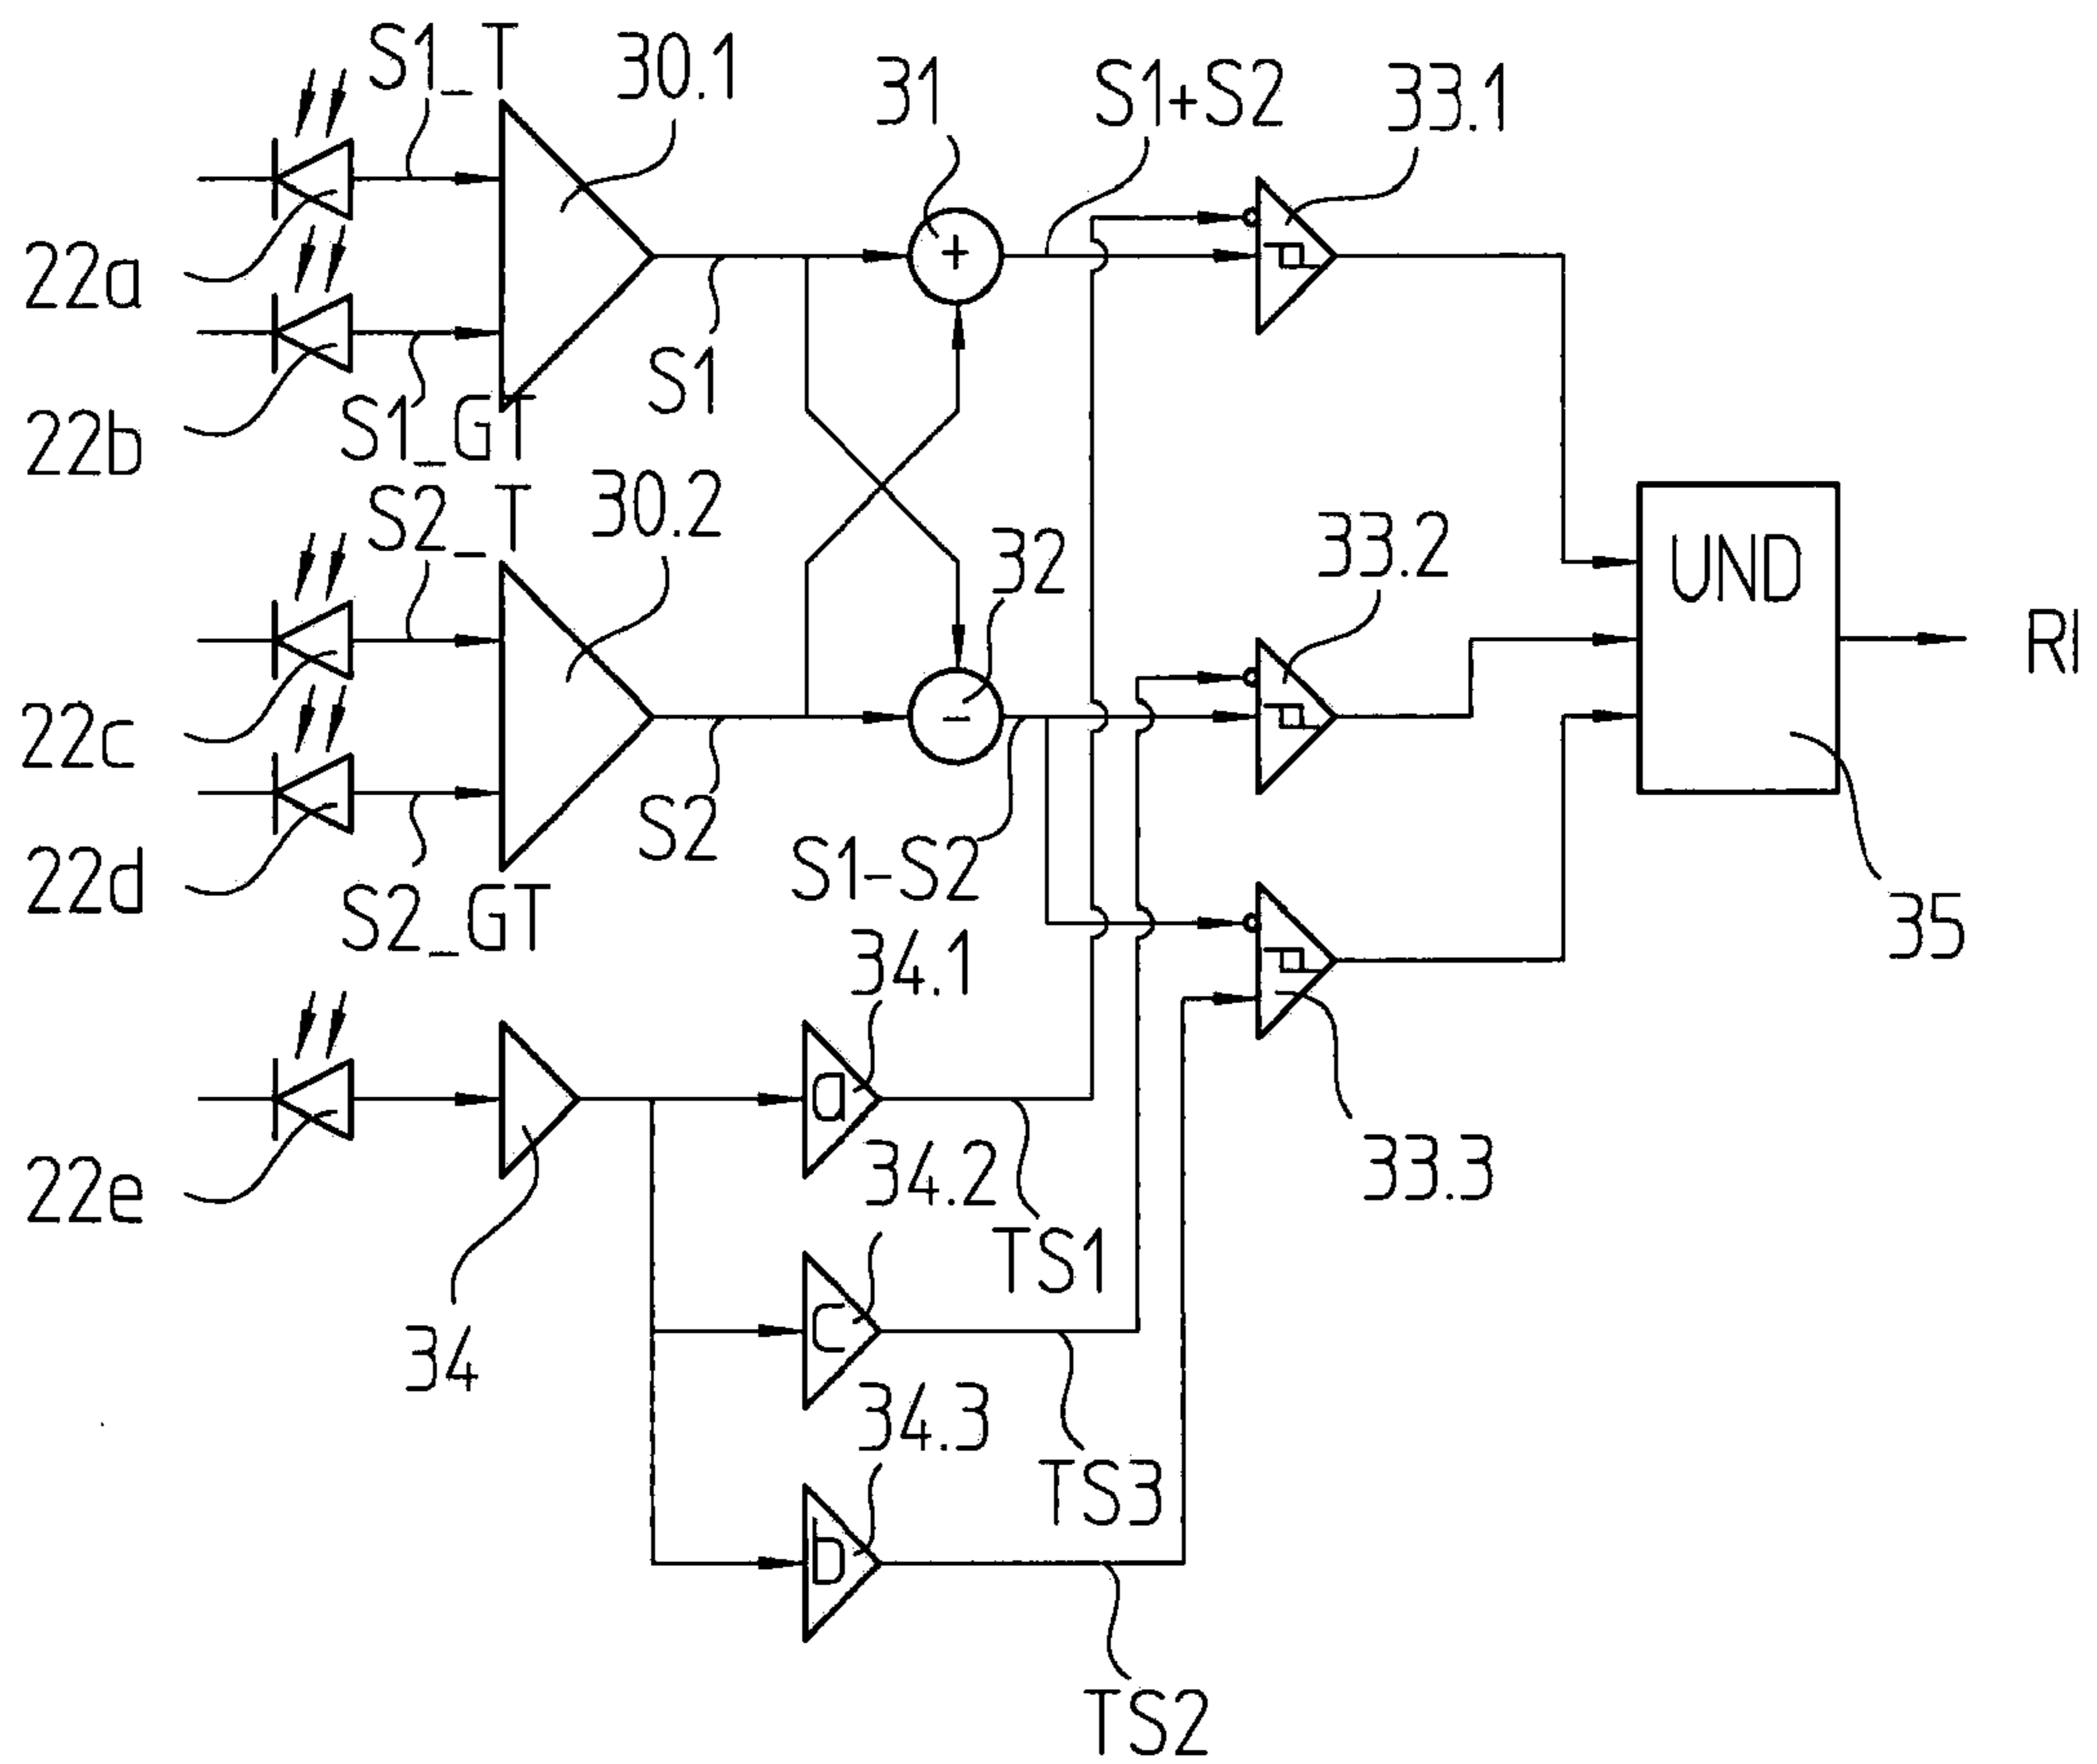 S1_T
30.1
31
S1+S2
33.1
+
22a
S1
22b
S1_GT
S2_T
30.2
32
33.2
UND
RI
-
22c
S2
S1-S2
22d
S2_GT
34.1
35
a
34.2
33.3
22e
TS1
34
c
34.3
TS3
b
TS2